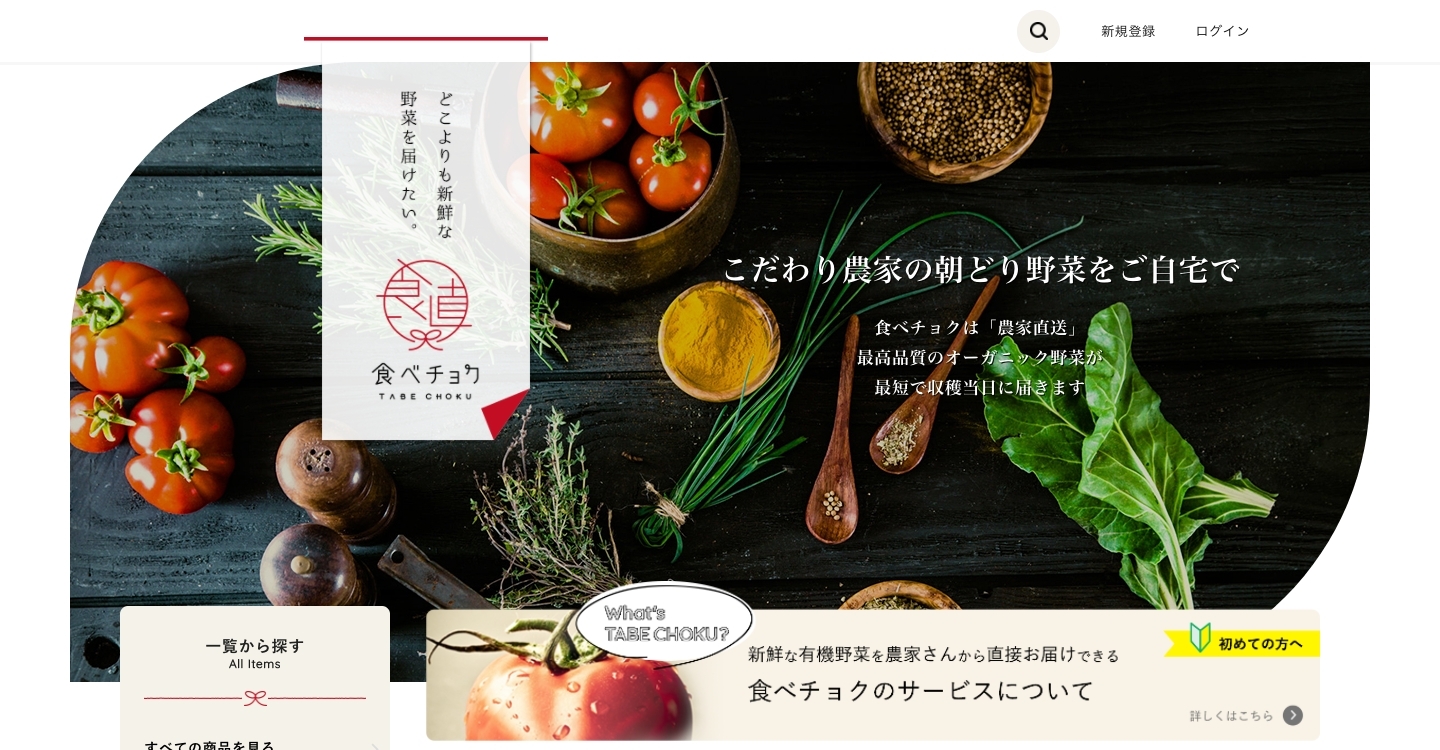 新規登録
ログイン
どこよりも新鮮な
野菜を届けたい。
食直
食べチョク
TABE CHOKU
こだわり農家の朝どり野菜をご自宅で
食べチョクは「農家直送」
最高品質のオーガニック野菜が
最短で収穫当日に届きます
一覧から探す
All Items
すべての商品を見る
What's
TABE CHOKU?
新鮮な有機野菜を農家さんから直接お届けできる
食べチョクのサービスについて
初めての方へ
詳しくはこちら